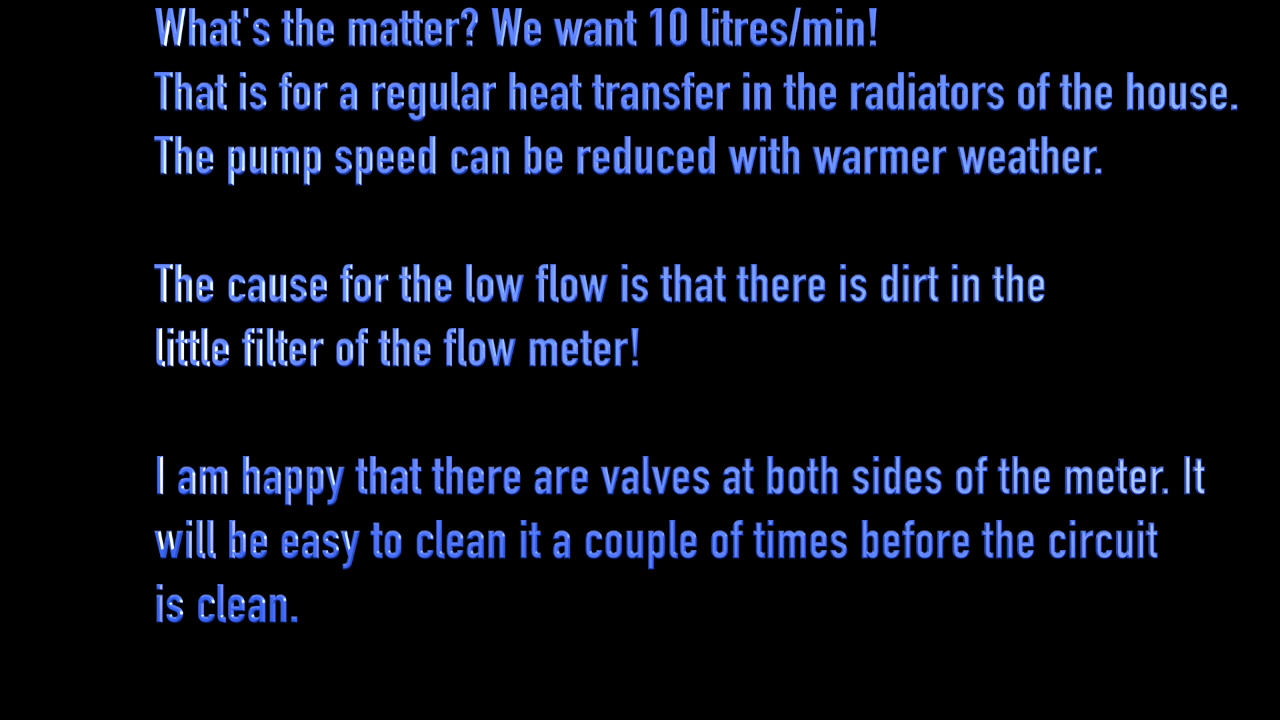 What's the matter? We want 10 litres/min!
That is for a regular heat transfer in the radiators of the house.
The pump speed can be reduced with warmer weather.
The cause for the low flow is that there is dirt in the
little filter of the flow meter!
I am happy that there are valves at both sides of the meter. It
will be easy to clean it a couple of times before the circuit
is clean.